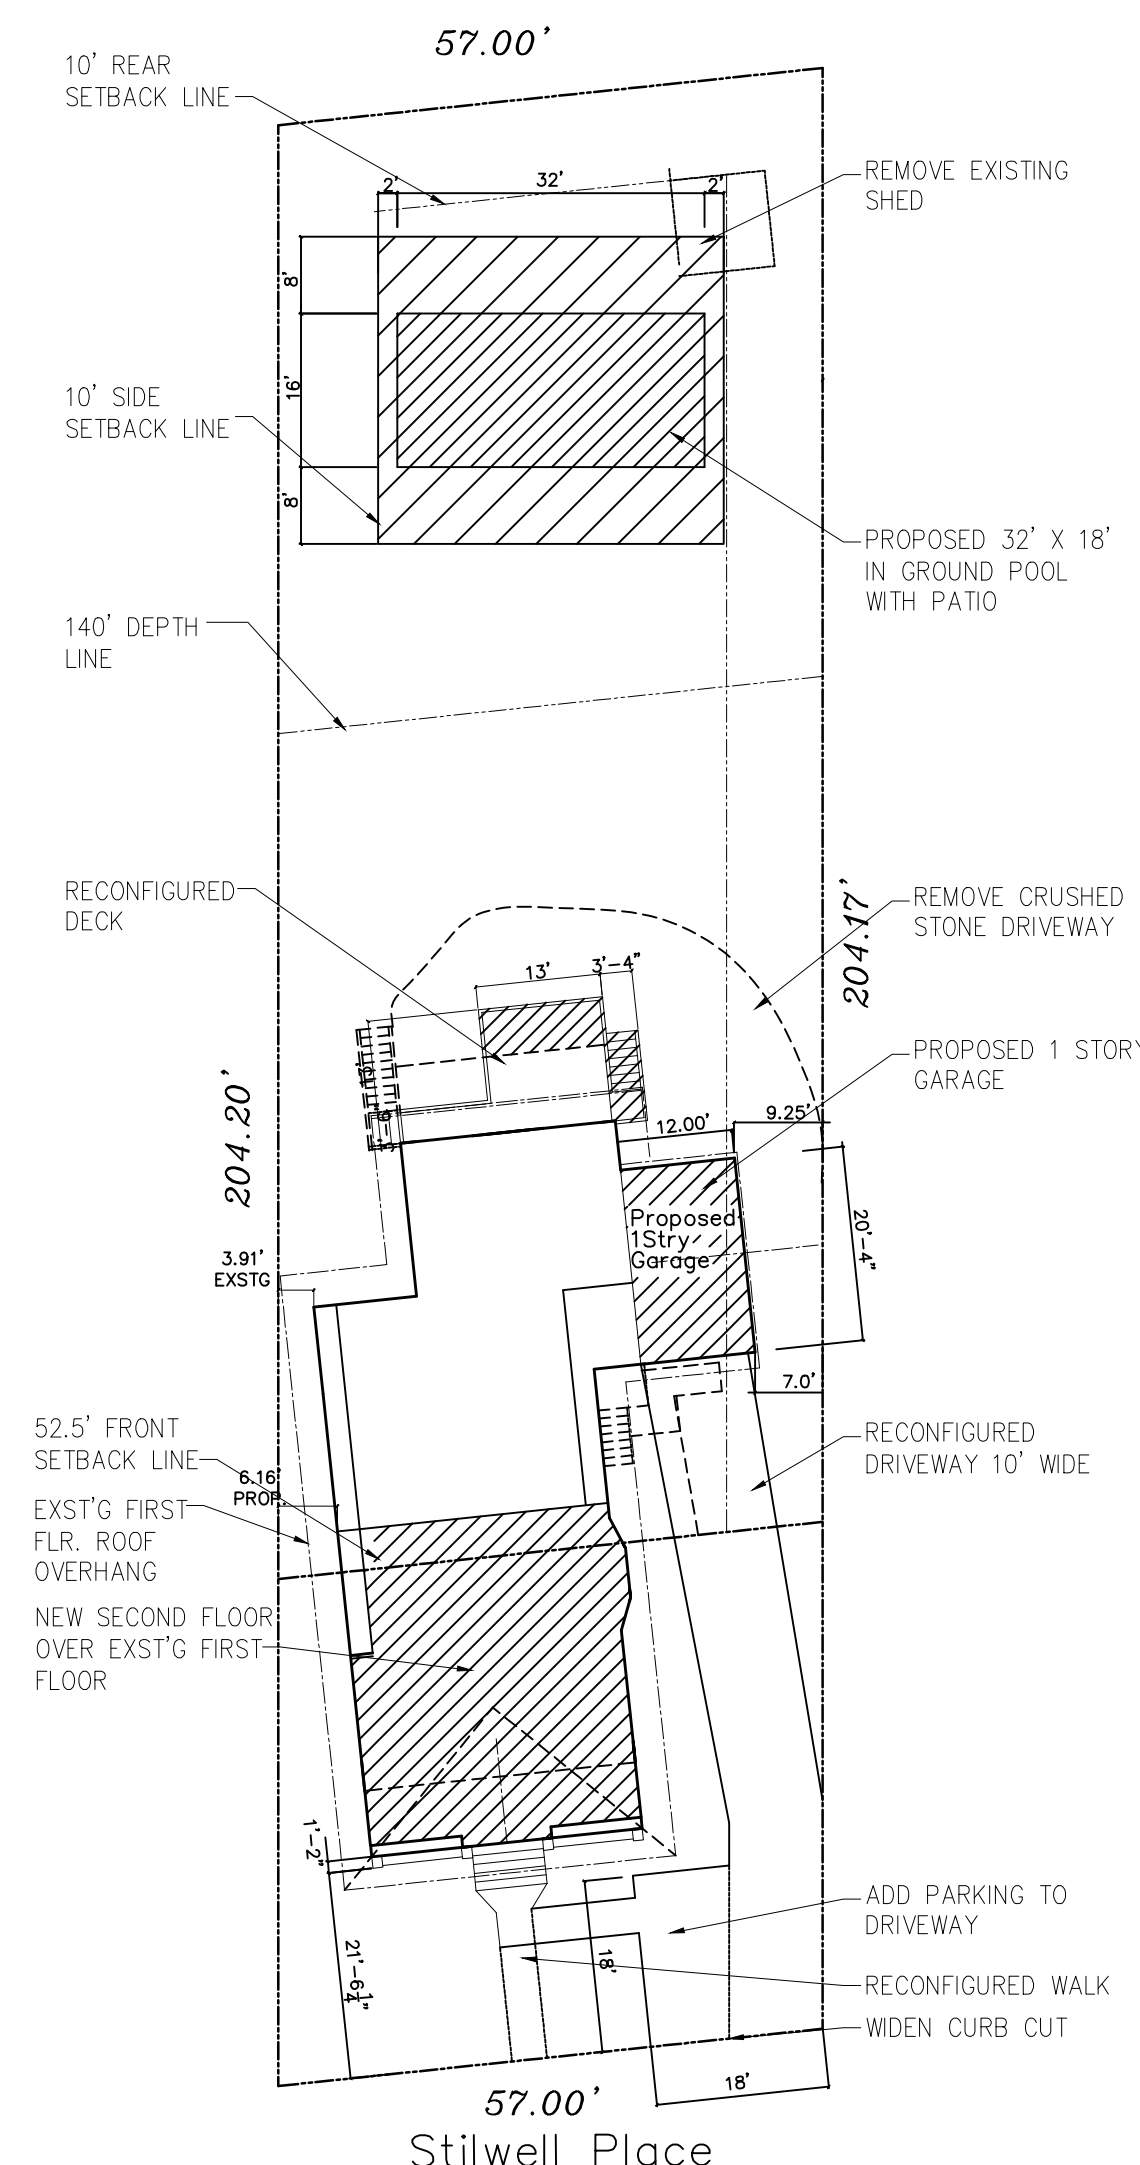 57.00'
10' REAR
SETBACK LINE
REMOVE EXISTING
SHED
2'
32'
2'
8'
16'
8'
10' SIDE
SETBACK LINE
PROPOSED 32' X 18'
IN GROUND POOL
WITH PATIO
140' DEPTH
LINE
RECONFIGURED
DECK
REMOVE CRUSHED
STONE DRIVEWAY
204.17'
13'
3'-4"
PROPOSED 1 STORY
GARAGE
204.20'
12.00'
9.25'
Proposed
1Stry
Garage
20'-4"
3.91'
EXSTG
7.0'
52.5' FRONT
SETBACK LINE
6.16'
PROP.
RECONFIGURED
DRIVEWAY 10' WIDE
EXST'G FIRST
FLR. ROOF
OVERHANG
NEW SECOND FLOOR
OVER EXST'G FIRST
FLOOR
1'-2"
21'-6 1/4"
18'
ADD PARKING TO
DRIVEWAY
RECONFIGURED WALK
WIDEN CURB CUT
18'
57.00'
Stilwell Place